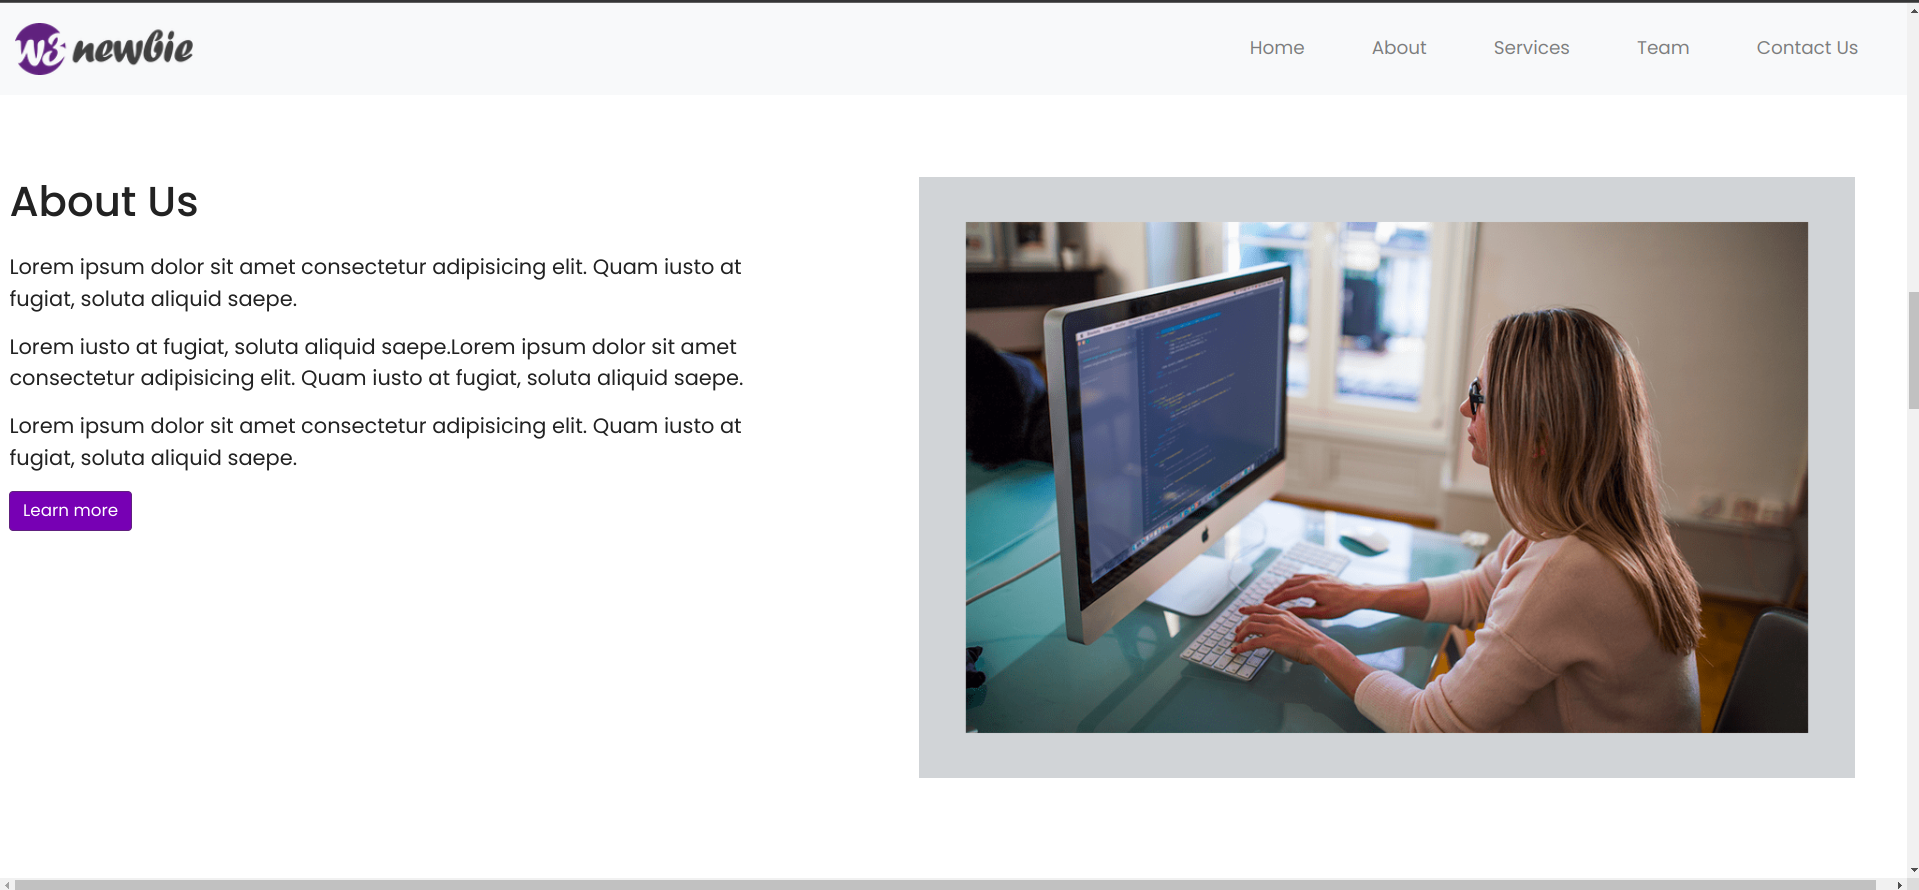 W3 newbie
Home About Services Team Contact Us
About Us
Lorem ipsum dolor sit amet consectetur adipisicing elit. Quam iusto at
fugiat, soluta aliquid saepe.
Lorem iusto at fugiat, soluta aliquid saepe.Lorem ipsum dolor sit amet
consectetur adipisicing elit. Quam iusto at fugiat, soluta aliquid saepe.
Lorem ipsum dolor sit amet consectetur adipisicing elit. Quam iusto at
fugiat, soluta aliquid saepe.
Learn more